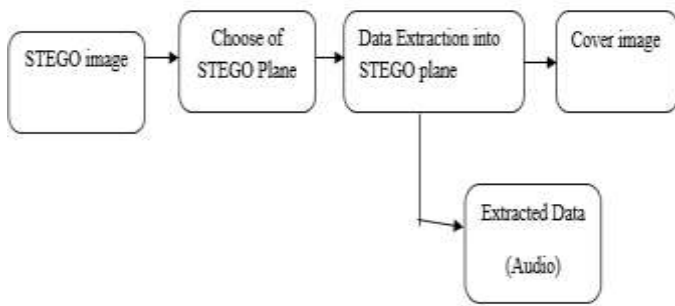 STEGO image
Choose of
STEGO Plane
Data Extraction into
STEGO plane
Cover image
Extracted Data
(Audio)